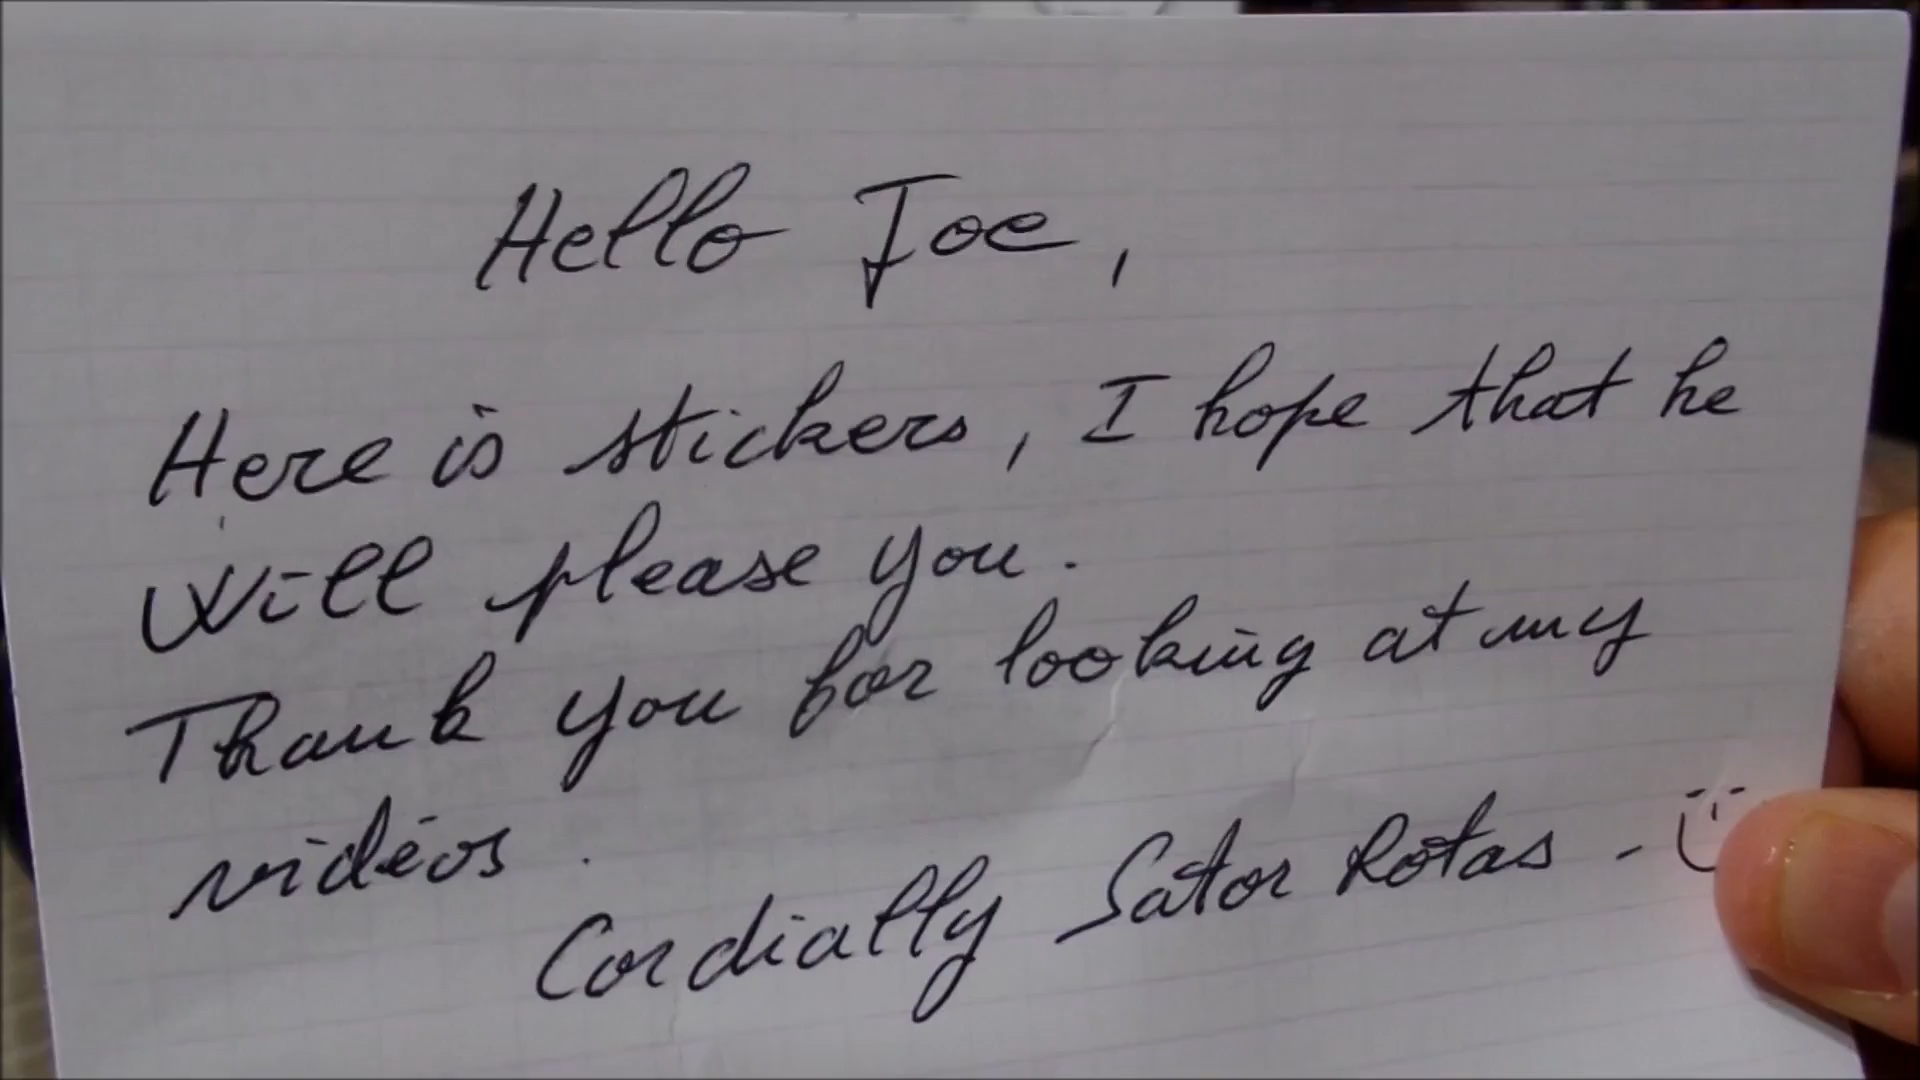 Hello Joe,
Here is stickers, I hope that he
Will please you.
Thank you for looking at my
vidéos.
Cordially Sator Rotas - :)